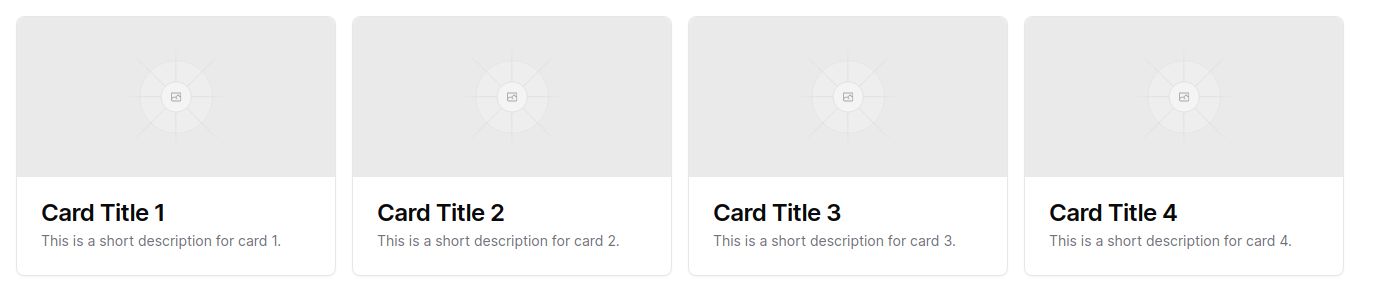 Card Title 1
This is a short description for card 1.
Card Title 2
This is a short description for card 2.
Card Title 3
This is a short description for card 3.
Card Title 4
This is a short description for card 4.